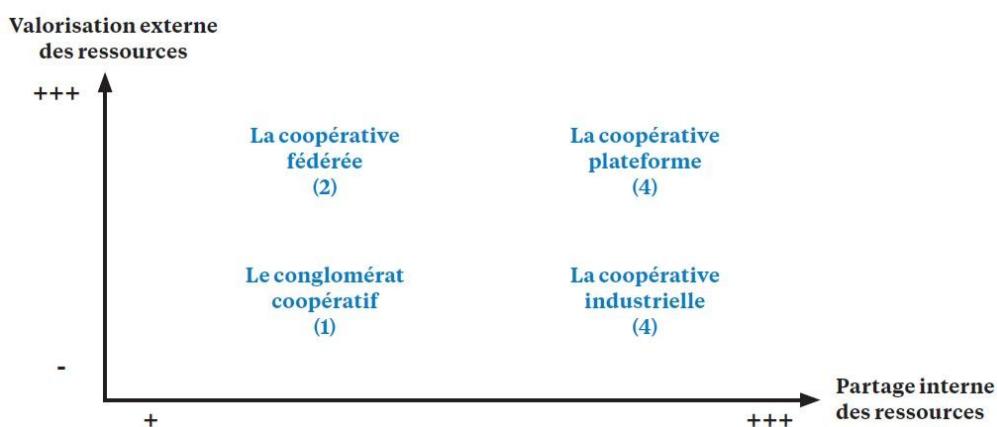 Valorisation externe
des ressources
+++
La coopérative
fédérée
(2)
La coopérative
plateforme
(4)
Le conglomérat
coopératif
(1)
La coopérative
industrielle
(4)
-
+
+++
Partage interne
des ressources